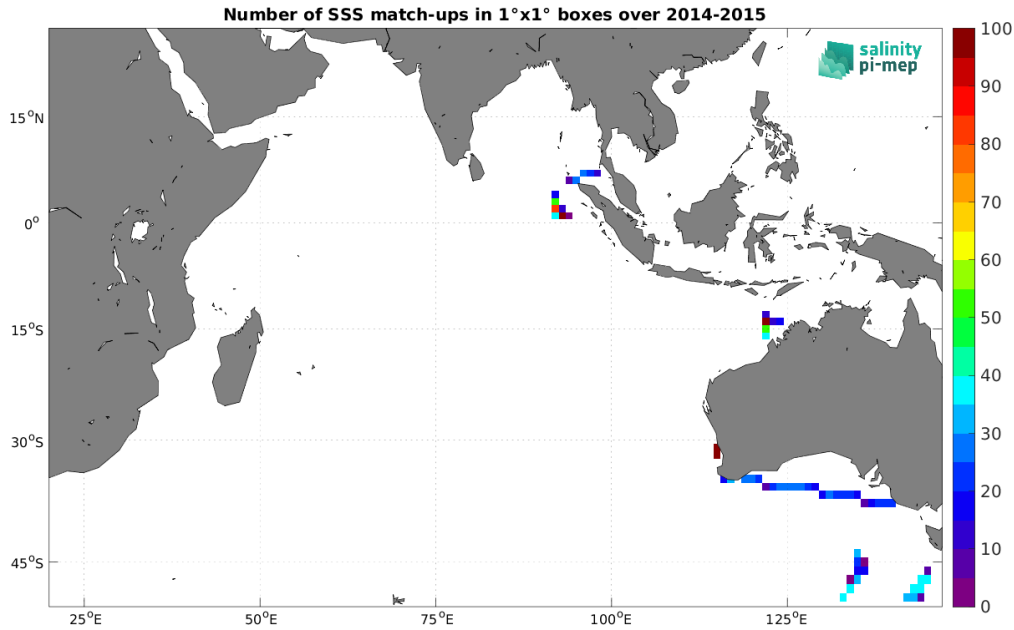 Number of SSS match-ups in 1°x1° boxes over 2014-2015
salinity
pi-mep
15°N
0°
15°S
30°S
45°S
25°E
50°E
75°E
100°E
125°E
100
90
80
70
60
50
40
30
20
10
0